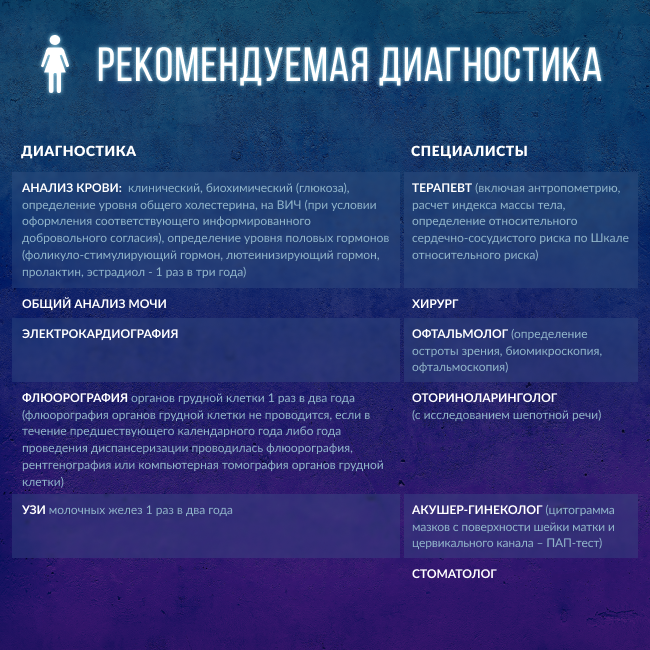 РЕКОМЕНДУЕМАЯ ДИАГНОСТИКА
ДИАГНОСТИКА
СПЕЦИАЛИСТЫ
АНАЛИЗ КРОВИ: клинический, биохимический (глюкоза),
определение уровня общего холестерина, на ВИЧ (при условии
оформления соответствующего информированного
добровольного согласия), определение уровня половых гормонов
(фоликуло-стимулирующий гормон, лютеинизирующий гормон,
пролактин, эстрадиол - 1 раз в три года)
ТЕРАПЕВТ (включая антропометрию,
расчет индекса массы тела,
определение относительного
сердечно-сосудистого риска по Шкале
относительного риска)
ОБЩИЙ АНАЛИЗ МОЧИ
ХИРУРГ
ЭЛЕКТРОКАРДИОГРАФИЯ
ОФТАЛЬМОЛОГ (определение
остроты зрения, биомикроскопия,
офтальмоскопия)
ФЛЮОРОГРАФИЯ органов грудной клетки 1 раз в два года
(флюорография органов грудной клетки не проводится, если в
течение предшествующего календарного года либо года
проведения диспансеризации проводилась флюорография,
рентгенография или компьютерная томография органов грудной
клетки)
ОТОРИНОЛАРИНГОЛОГ
(с исследованием шепотной речи)
УЗИ молочных желез 1 раз в два года
АКУШЕР-ГИНЕКОЛОГ (цитограмма
мазков с поверхности шейки матки и
цервикального канала – ПАП-тест)
СТОМАТОЛОГ